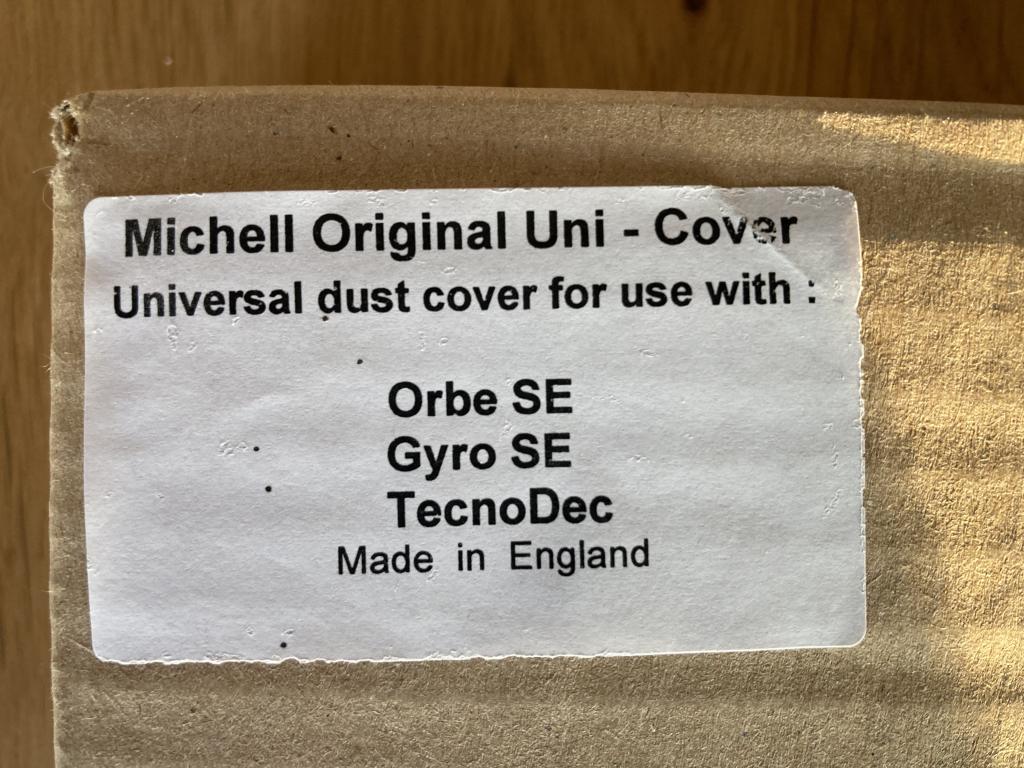 Michell Original Uni - Cover
Universal dust cover for use with :
Orbe SE
Gyro SE
TecnoDec
Made in England